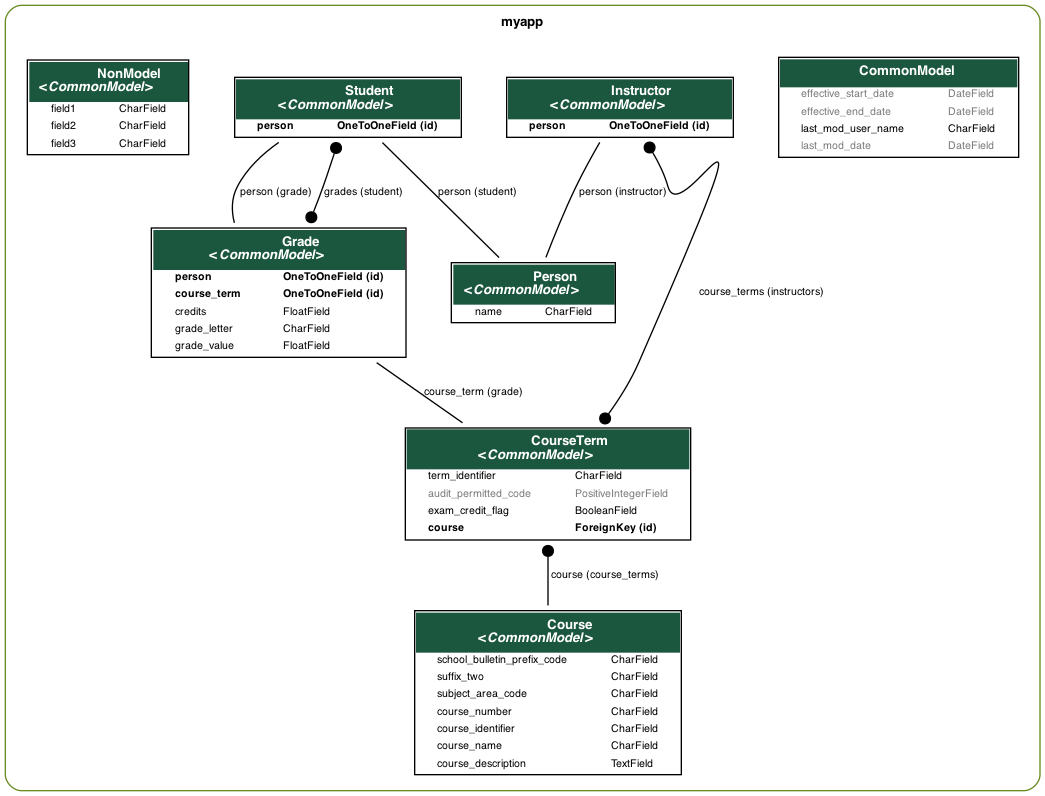 myapp
NonModel
<CommonModel>
field1 CharField
field2 CharField
field3 CharField
Student
<CommonModel>
person OneToOneField (id)
Instructor
<CommonModel>
person OneToOneField (id)
CommonModel
effective_start_date DateField
effective_end_date DateField
last_mod_user_name CharField
last_mod_date DateField
person (grade)
grades (student)
person (student)
person (instructor)
Grade
<CommonModel>
person OneToOneField (id)
course_term OneToOneField (id)
credits FloatField
grade_letter CharField
grade_value FloatField
Person
<CommonModel>
name CharField
course_terms (instructors)
course_term (grade)
CourseTerm
<CommonModel>
term_identifier CharField
audit_permitted_code PositiveIntegerField
exam_credit_flag BooleanField
course ForeignKey (id)
course (course_terms)
Course
<CommonModel>
school_bulletin_prefix_code CharField
suffix_two CharField
subject_area_code CharField
course_number CharField
course_identifier CharField
course_name CharField
course_description TextField